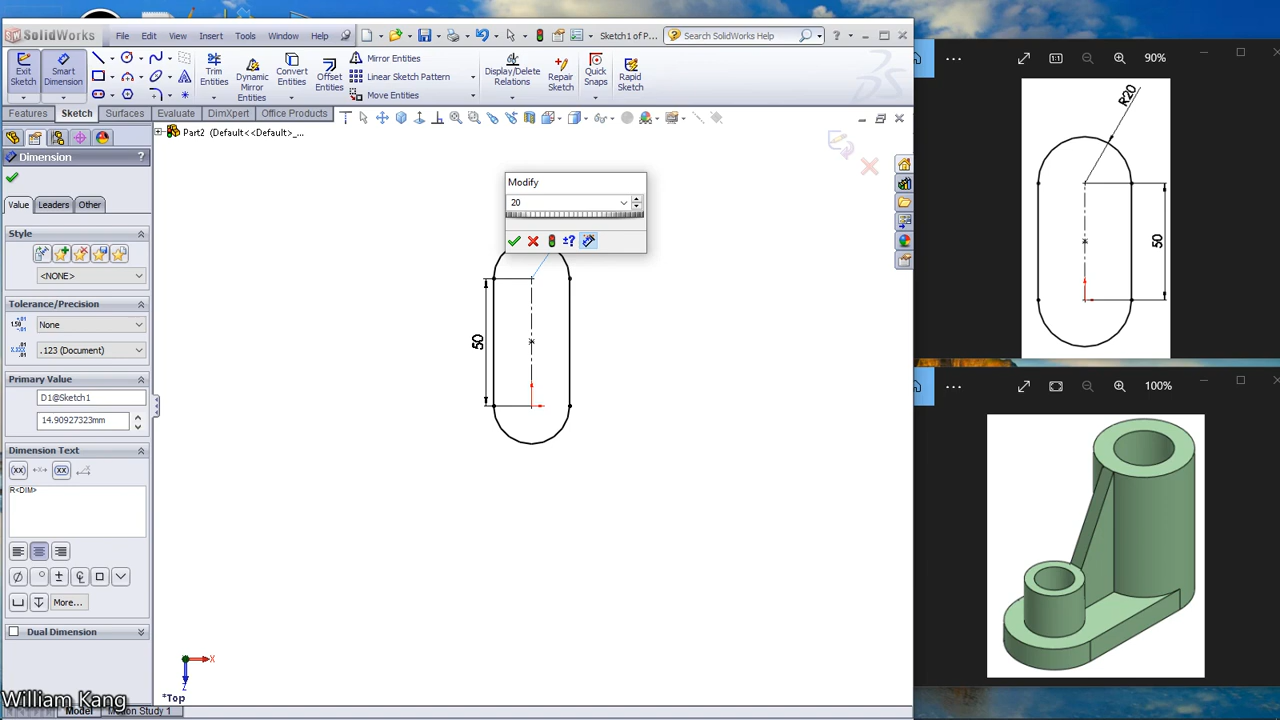 SolidWorks
File Edit View Insert Tools Help
Sketch1 of P...
Search SolidWorks Help
Exit Sketch
Smart Dimension
Trim Entities
Dynamic Mirror Entities
Convert Entities
Offset Entities
Mirror Entities
Linear Sketch Pattern
Move Entities
Display/Delete Relations
Repair Sketch
Quick Snaps
Rapid Sketch
Features Sketch Surfaces Evaluate DimXpert Office Products
Part2 (Default<<Default>_...
Dimension
?
Value Leaders Other
Style
<NONE>
Tolerance/Precision
None
.123 (Document)
Primary Value
D1@Sketch1
14.90927323mm
Dimension Text
R<DIM>
More...
Dual Dimension
Modify
20
50
X
Z
*Top
William Kang
Model Motion Study 1
90%
R20
50
100%